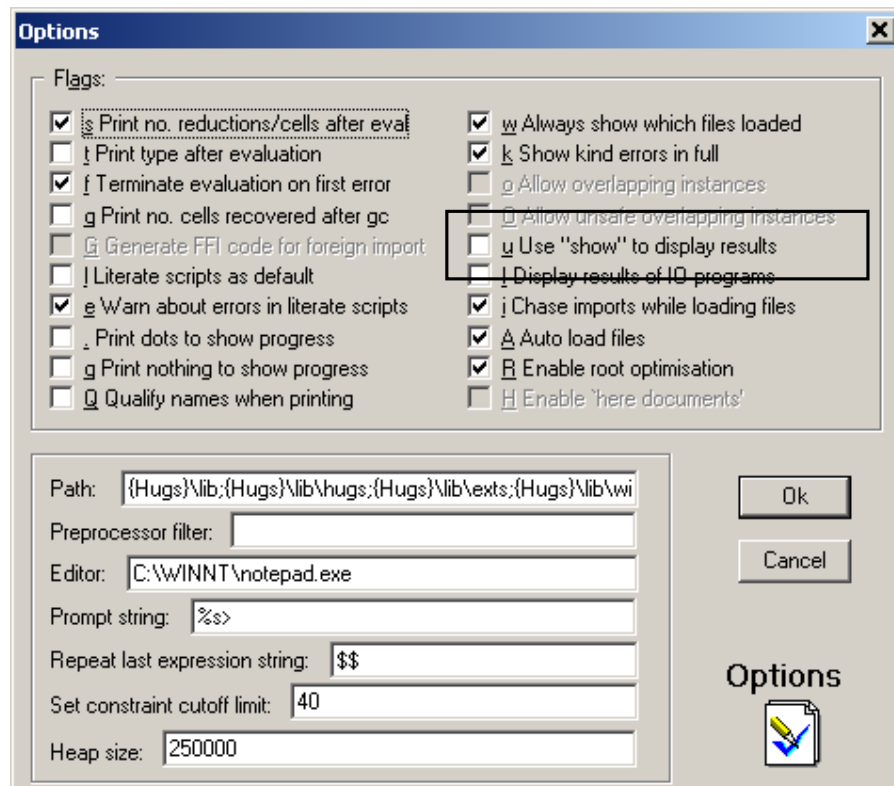 Options
Flags:
s Print no. reductions/cells after eval
t Print type after evaluation
f Terminate evaluation on first error
g Print no. cells recovered after gc
G Generate FFI code for foreign import
l Literate scripts as default
e Warn about errors in literate scripts
. Print dots to show progress
q Print nothing to show progress
Q Qualify names when printing
w Always show which files loaded
k Show kind errors in full
o Allow overlapping instances
O Allow unsafe overlapping instances
u Use "show" to display results
I Display results of IO programs
i Chase imports while loading files
A Auto load files
R Enable root optimisation
H Enable `here documents'
Path: {Hugs}\lib;{Hugs}\lib\hugs;{Hugs}\lib\exts;{Hugs}\lib\wi
Preprocessor filter:
Editor: C:\WINNT\notepad.exe
Prompt string: %s>
Repeat last expression string: $$
Set constraint cutoff limit: 40
Heap size: 250000
Ok
Cancel
Options